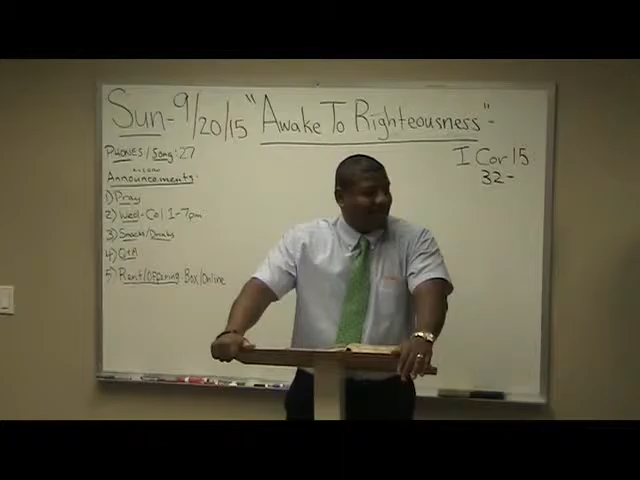 Sun-9/20/15 "Awake To Righteousness"-
PHONES/Song: 27
Announcements:
1) Pray
2) Wed- Col 1-7pm
3) Snacks/Drinks
4) Q+A
5) Rent/Offering Box/Online
I Cor 15
32-